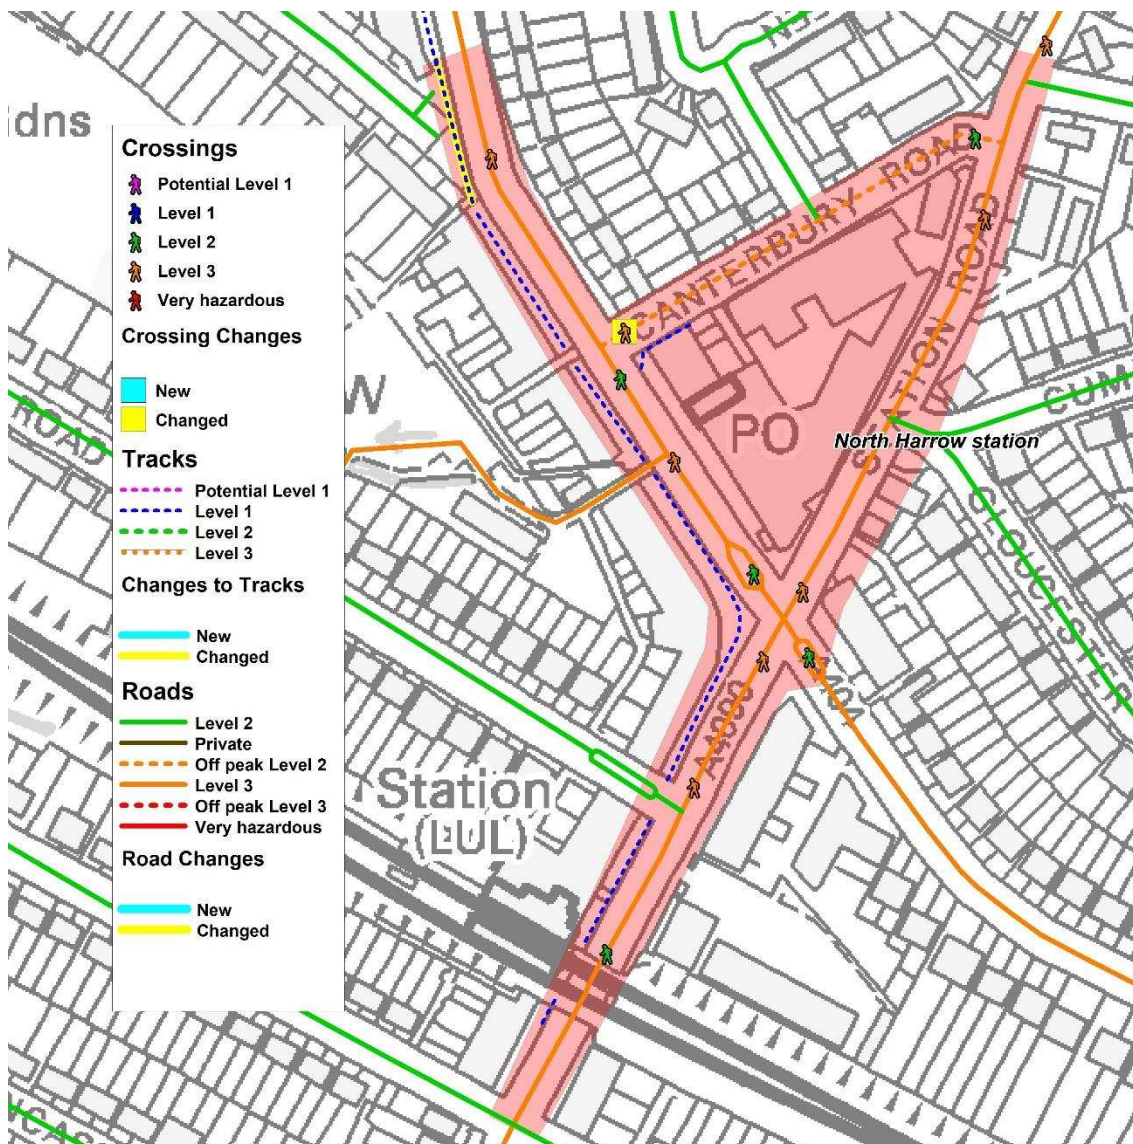 idns
Crossings
Potential Level 1
Level 1
Level 2
Level 3
Very hazardous
Crossing Changes
New
Changed
Tracks
Potential Level 1
Level 1
Level 2
Level 3
Changes to Tracks
New
Changed
Roads
Level 2
Private
Off peak Level 2
Level 3
Off peak Level 3
Very hazardous
Road Changes
New
Changed
CANTERBURY ROAD
STATION ROAD
W
ROAD
PO
North Harrow station
CUM
Station
(LUL)